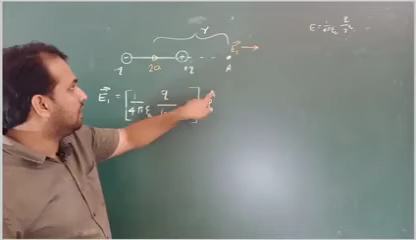 r
E = 1/4πε₀ q/r²
E₁
-q 2a +q A
E₁ = [ 1/4πε₀ q/